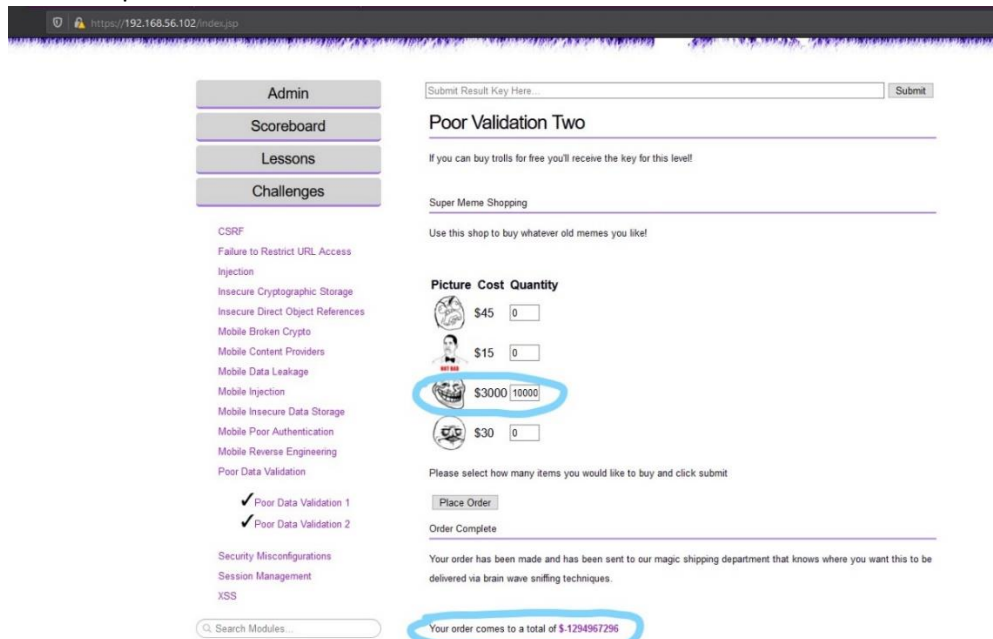 https://192.168.56.102/index.jsp
Admin
Scoreboard
Lessons
Challenges
CSRF
Failure to Restrict URL Access
Injection
Insecure Cryptographic Storage
Insecure Direct Object References
Mobile Broken Crypto
Mobile Content Providers
Mobile Data Leakage
Mobile Injection
Mobile Insecure Data Storage
Mobile Poor Authentication
Mobile Reverse Engineering
Poor Data Validation
✓Poor Data Validation 1
✓Poor Data Validation 2
Security Misconfigurations
Session Management
XSS
Search Modules...
Submit Result Key Here... Submit
Poor Validation Two
If you can buy trolls for free you'll receive the key for this level!
Super Meme Shopping
Use this shop to buy whatever old memes you like!
Picture Cost Quantity
$45 0
NOT BAD $15 0
$3000 10000
$30 0
Please select how many items you would like to buy and click submit
Place Order
Order Complete
Your order has been made and has been sent to our magic shipping department that knows where you want this to be
delivered via brain wave sniffing techniques.
Your order comes to a total of $-1294967296